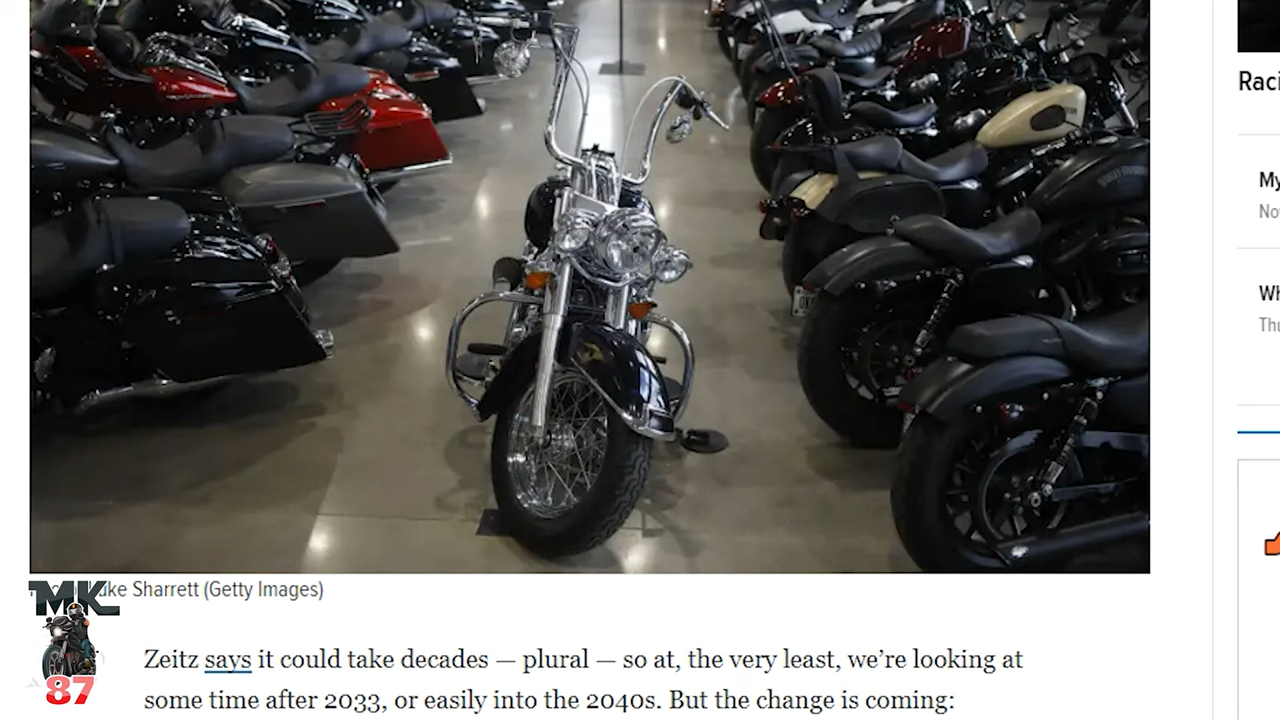 Raci
My
Nov
Wh
Thu
uke Sharrett (Getty Images)
MK
87
Zeitz says it could take decades — plural — so at, the very least, we’re looking at
some time after 2033, or easily into the 2040s. But the change is coming: